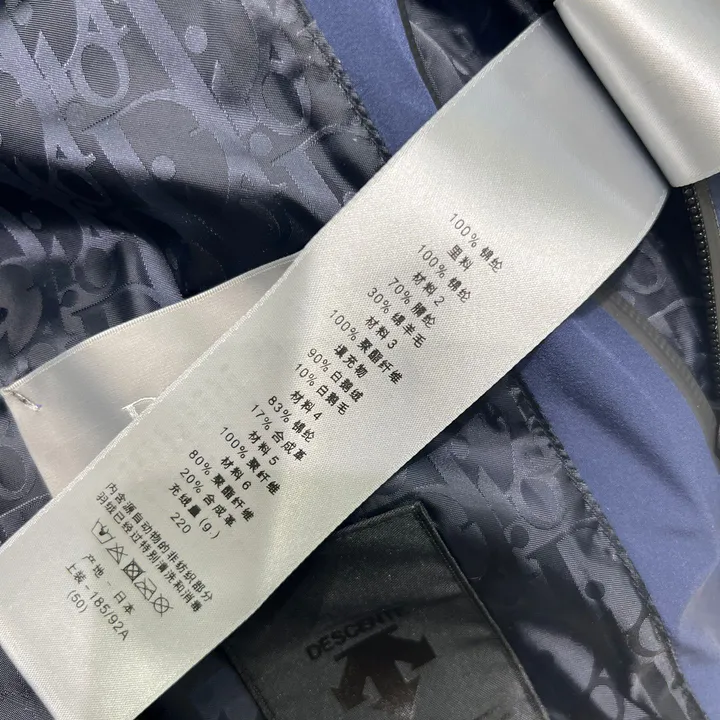 100% 锦纶
里料
100% 锦纶
材料 2
70% 腈纶
30% 绵羊毛
材料 3
100% 聚酯纤维
填充物
90% 白鹅绒
10% 白鹅毛
材料 4
83% 锦纶
17% 合成革
材料 5
100% 聚纤维
材料 6
80% 聚酯纤维
20% 合成革
充绒量 (g.)
220
内含源自动物的非纺织部分
羽绒已经过特别清洗和消毒
产地 - 日本
上装 - 185/92A
(50)
DESCENTE